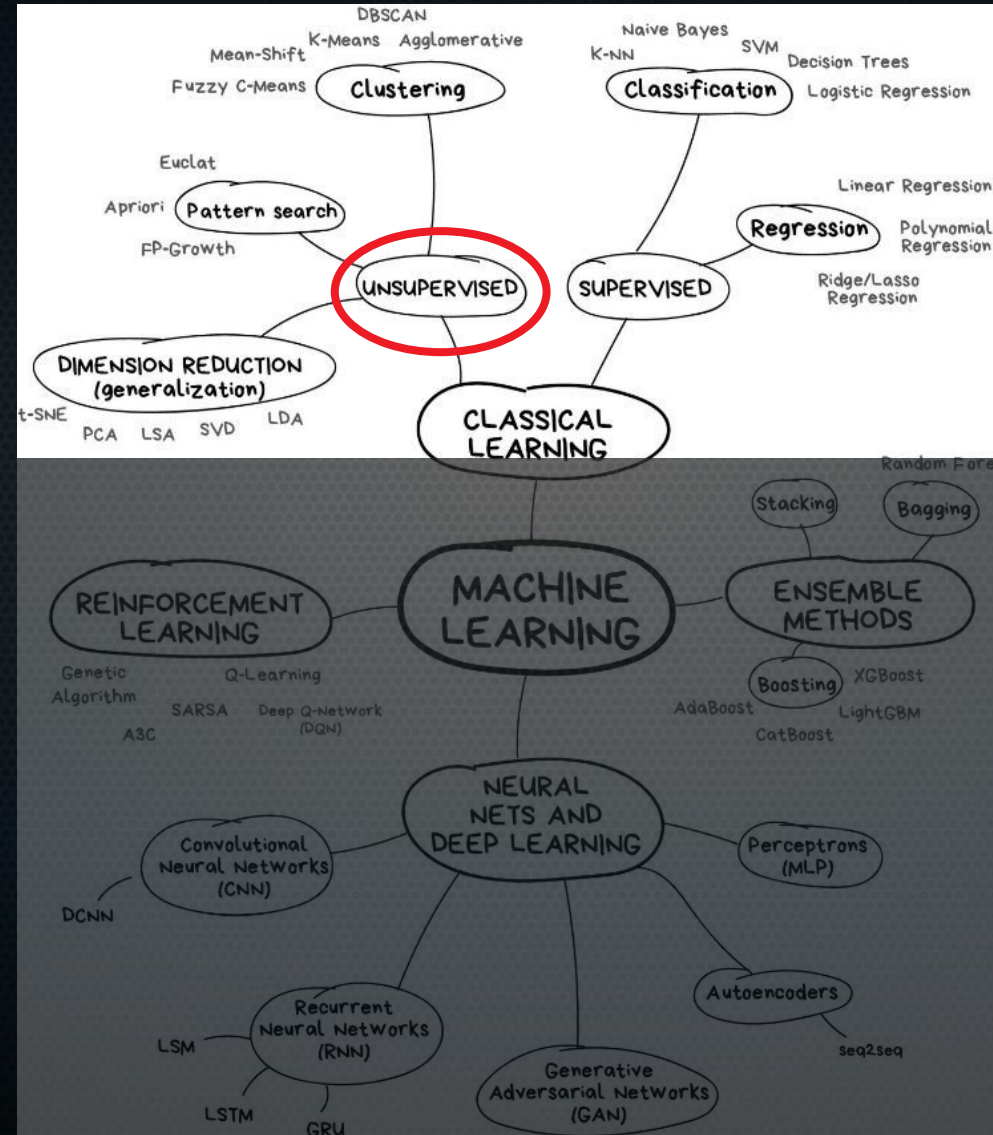 DBSCAN
K-Means Agglomerative
Mean-Shift
Fuzzy C-Means
Clustering
Naive Bayes
K-NN
SVM
Decision Trees
Logistic Regression
Classification
Euclat
Apriori
Pattern search
FP-Growth
Linear Regression
Regression
Polynomial
Regression
Ridge/Lasso
Regression
UNSUPERVISED
SUPERVISED
DIMENSION REDUCTION
(generalization)
t-SNE
PCA
LSA
SVD
LDA
CLASSICAL
LEARNING
Random Fore
Stacking
Bagging
MACHINE
LEARNING
REINFORCEMENT
LEARNING
ENSEMBLE
METHODS
Genetic
Algorithm
Q-Learning
SARSA
Deep Q-Network
(DQN)
A3C
Boosting
XGBoost
AdaBoost
LightGBM
CatBoost
NEURAL
NETS AND
DEEP LEARNING
Convolutional
Neural Networks
(CNN)
DCNN
Perceptrons
(MLP)
Autoencoders
seq2seq
Recurrent
Neural Networks
(RNN)
LSM
LSTM
GRU
Generative
Adversarial Networks
(GAN)